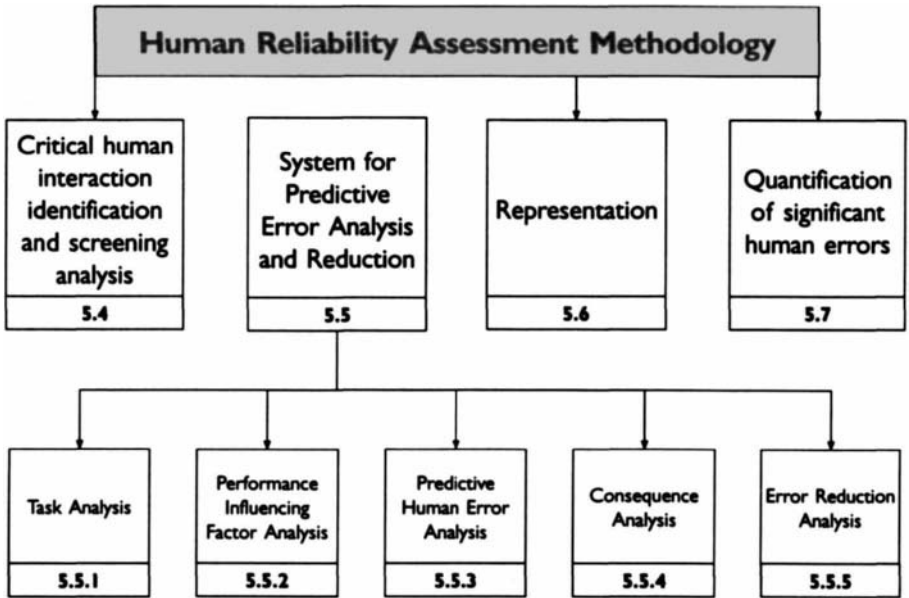 Human Reliability Assessment Methodology
Critical human
interaction
identification
and screening
analysis
5.4
System for
Predictive
Error Analysis
and Reduction
5.5
Representation
5.6
Quantification
of significant
human errors
5.7
Task Analysis
5.5.1
Performance
Influencing
Factor Analysis
5.5.2
Predictive
Human Error
Analysis
5.5.3
Consequence
Analysis
5.5.4
Error Reduction
Analysis
5.5.5